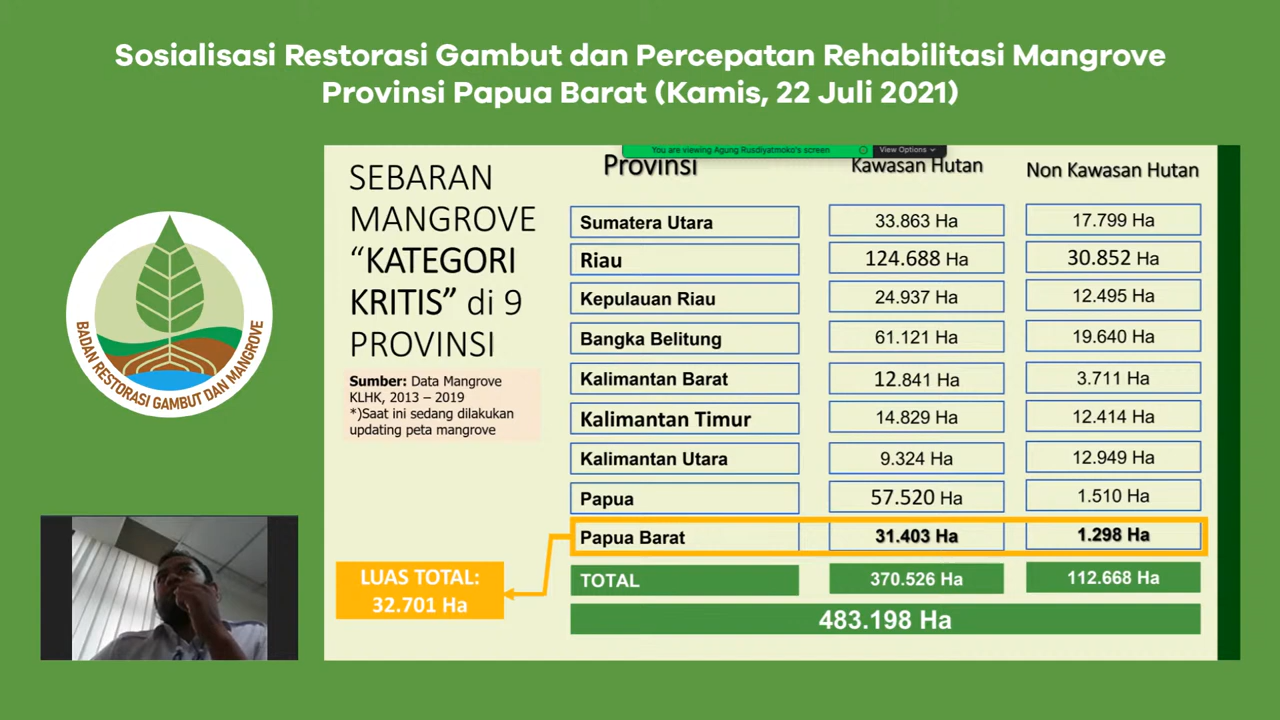 Sosialisasi Restorasi Gambut dan Percepatan Rehabilitasi Mangrove
Provinsi Papua Barat (Kamis, 22 Juli 2021)
You are viewing Agung Rusdiyatmoko's screen
View Options
BADAN RESTORASI GAMBUT DAN MANGROVE
SEBARAN
MANGROVE
“KATEGORI
KRITIS” di 9
PROVINSI
Sumber: Data Mangrove
KLHK, 2013 – 2019
*)Saat ini sedang dilakukan
updating peta mangrove
Provinsi Kawasan Hutan Non Kawasan Hutan
Sumatera Utara 33.863 Ha 17.799 Ha
Riau 124.688 Ha 30.852 Ha
Kepulauan Riau 24.937 Ha 12.495 Ha
Bangka Belitung 61.121 Ha 19.640 Ha
Kalimantan Barat 12.841 Ha 3.711 Ha
Kalimantan Timur 14.829 Ha 12.414 Ha
Kalimantan Utara 9.324 Ha 12.949 Ha
Papua 57.520 Ha 1.510 Ha
Papua Barat 31.403 Ha 1.298 Ha
TOTAL 370.526 Ha 112.668 Ha
483.198 Ha
LUAS TOTAL:
32.701 Ha